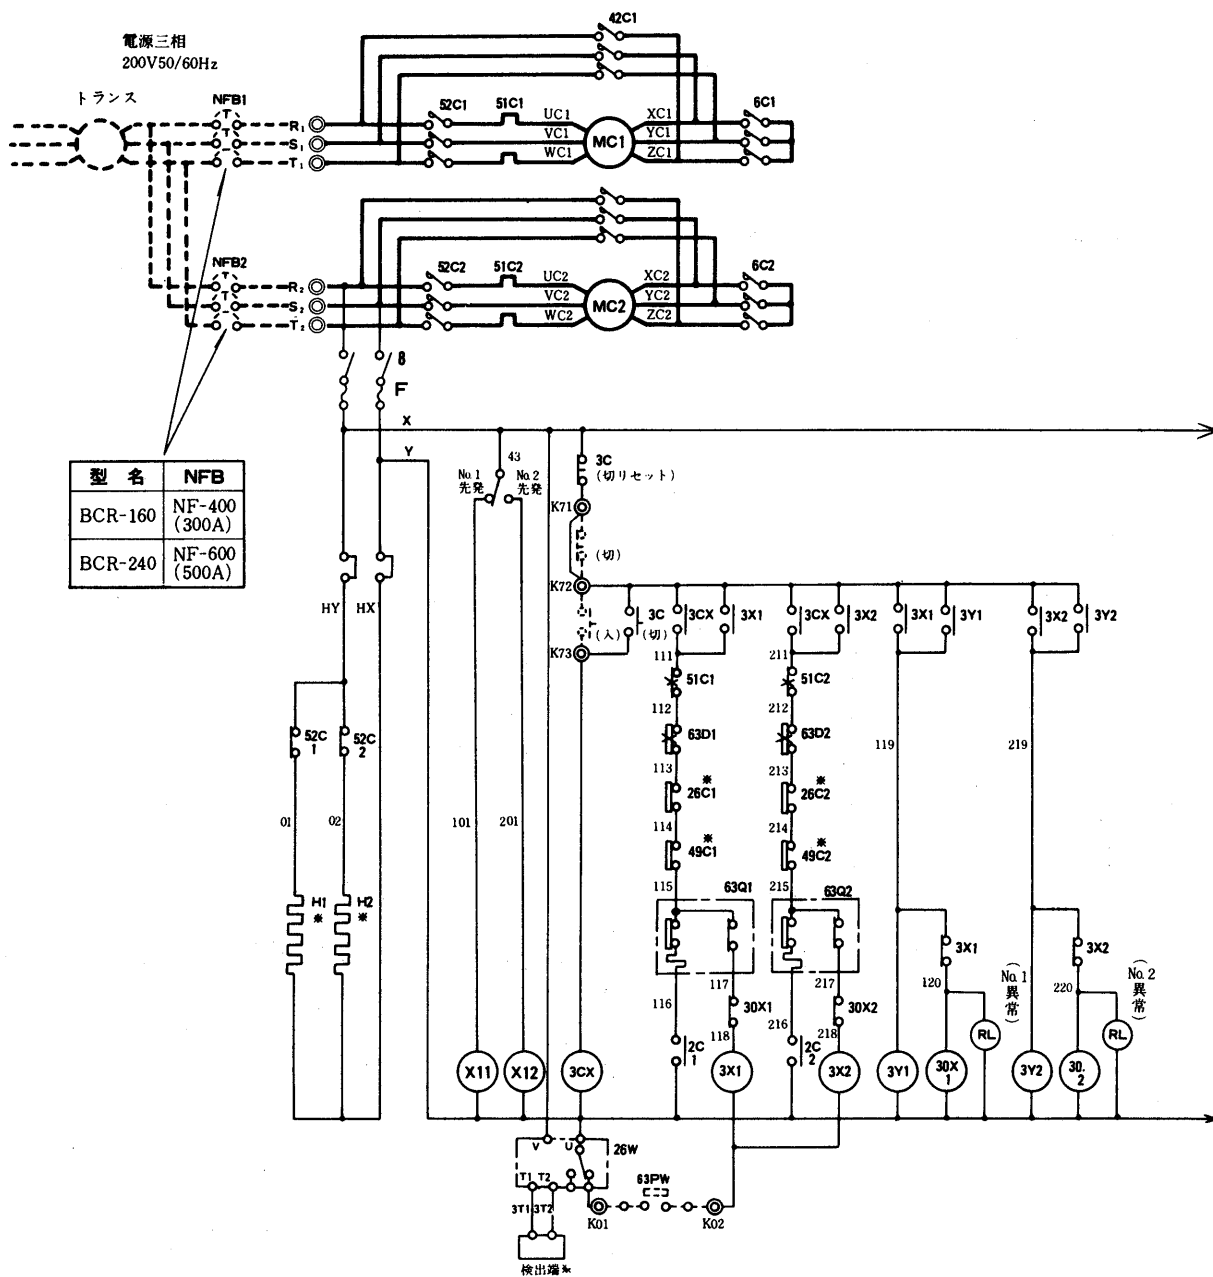 42C1
電源三相
200V50/60Hz
トランス
NFB1
52C1
51C1
UC1
XC1
6C1
R₁
S₁
T₁
VC1
MC1
YC1
WC1
ZC1
NFB2
52C2
51C2
UC2
XC2
6C2
R₂
S₂
T₂
VC2
MC2
YC2
WC2
ZC2
8
F
X
Y
型 名 NFB
BCR-160 NF-400 (300A)
BCR-240 NF-600 (500A)
43
No.1 先発
No.2 先発
3C
(切リセット)
K71
(切)
K72
HY
HX
(入)
3C
(切)
K73
3CX
3X1
3CX
3X2
3X1
3Y1
3X2
3Y2
111
51C1
211
51C2
112
63D1
212
63D2
52C 1
52C 2
119
219
113
※
26C1
213
※
26C2
01
02
101
201
114
※
49C1
214
※
49C2
115
63Q1
215
63Q2
H1
※
H2
※
117
217
3X1
3X2
120
220
(No.1 異常)
(No.2 異常)
116
30X1
118
216
30X2
218
RL
RL
2C 1
2C 2
X11
X12
3CX
3X1
3X2
3Y1
30X 1
3Y2
30. 2
V
U
26W
T1
T2
63PW
3T1
3T2
K01
K02
検出端※